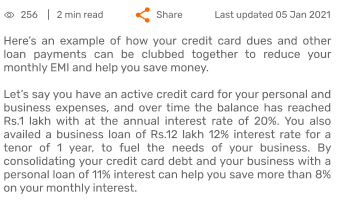 256 | 2 min read Share Last updated 05 Jan 2021
Here's an example of how your credit card dues and other
loan payments can be clubbed together to reduce your
monthly EMI and help you save money.
Let's say you have an active credit card for your personal and
business expenses, and over time the balance has reached
Rs.1 lakh with at the annual interest rate of 20%. You also
availed a business loan of Rs.12 lakh 12% interest rate for a
tenor of 1 year, to fuel the needs of your business. By
consolidating your credit card debt and your business with a
personal loan of 11% interest can help you save more than 8%
on your monthly interest.